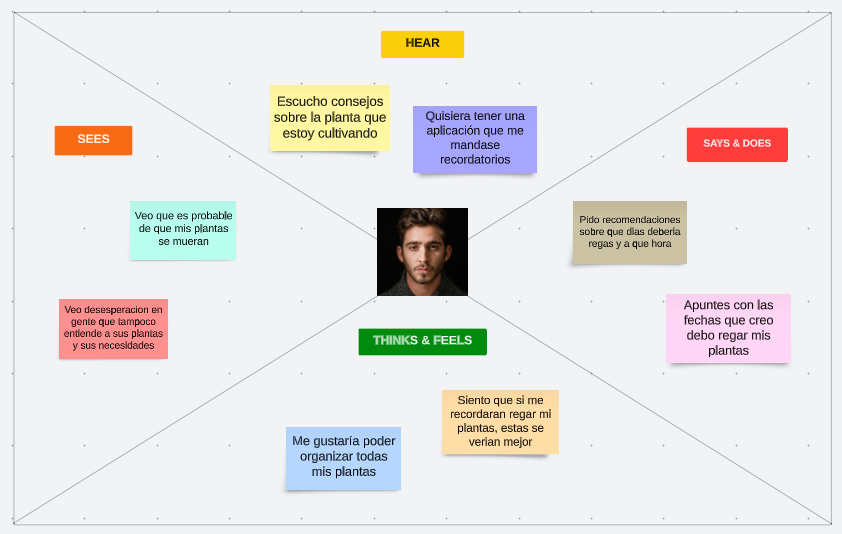 HEAR
Escucho consejos
sobre la planta que
estoy cultivando
Quisiera tener una
aplicación que me
mandase
recordatorios
SEES
Veo que es probable
de que mis plantas
se mueran
Veo desesperacion en
gente que tampoco
entiende a sus plantas
y sus necesidades
SAYS & DOES
Pido recomendaciones
sobre que dias deberia
regas y a que hora
Apuntes con las
fechas que creo
debo regar mis
plantas
THINKS & FEELS
Siento que si me
recordaran regar mi
plantas, estas se
verian mejor
Me gustaría poder
organizar todas
mis plantas